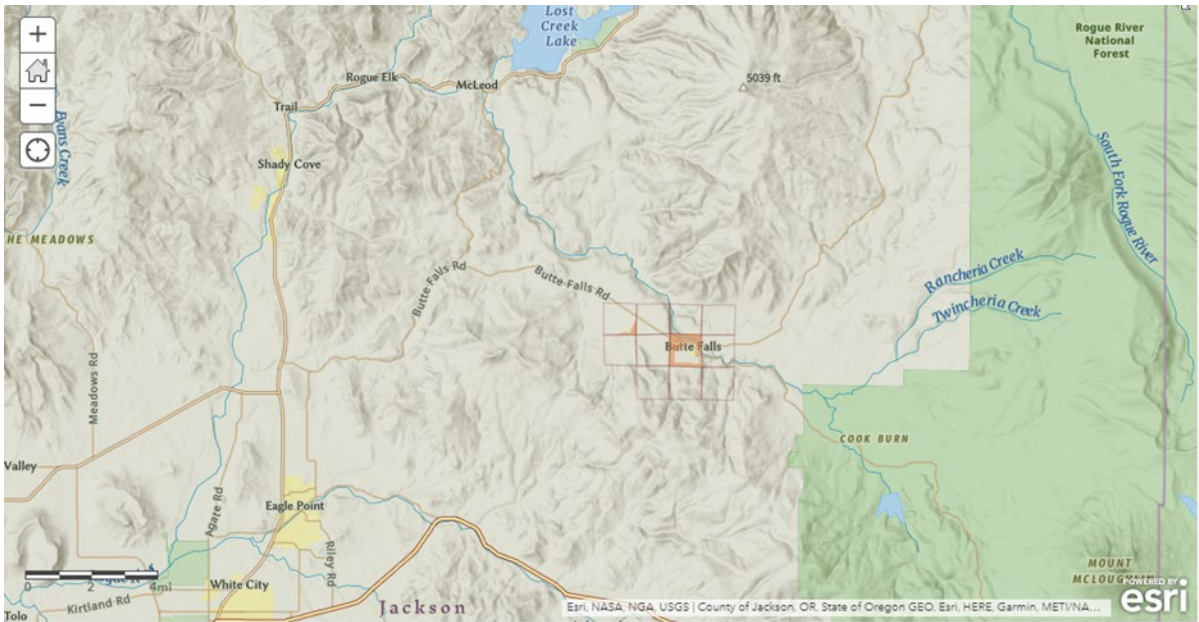 Lost
Creek
Lake
Rogue River
National
Forest
5039 ft
Rogue Elk
McLeod
Trail
Evans Creek
Shady Cove
South Fork Rogue River
HE MEADOWS
Rancheria Creek
Butte Falls Rd
Butte Falls Rd
Twincheria Creek
Butte Falls
Meadows Rd
COOK BURN
Valley
Agate Rd
Eagle Point
Riley Rd
MOUNT
MCLOUGHLIN
0 2 4mi
White City
Kirtland Rd
Jackson
Tolo
Esri, NASA, NGA, USGS | County of Jackson, OR, State of Oregon GEO, Esri, HERE, Garmin, METI/NA...
POWERED BY
esri